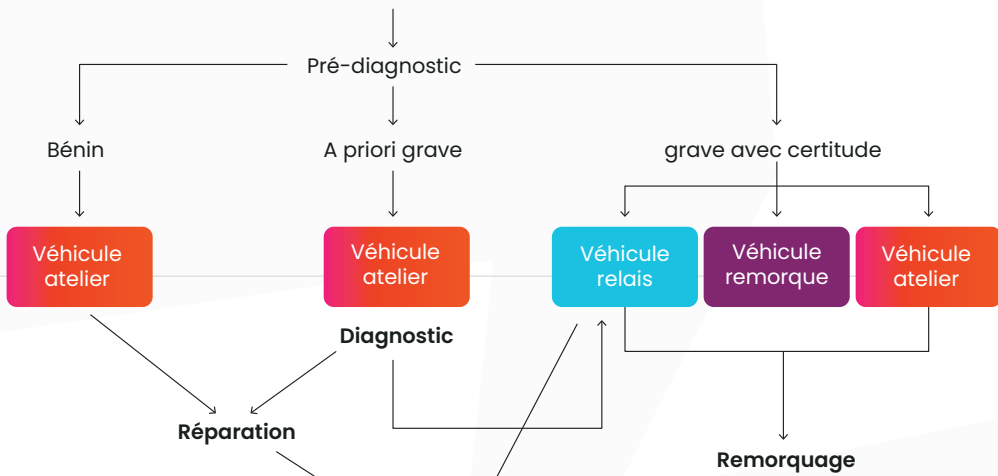 Pré-diagnostic
Bénin
A priori grave
grave avec certitude
Véhicule
atelier
Véhicule
atelier
Véhicule
relais
Véhicule
remorque
Véhicule
atelier
Diagnostic
Réparation
Remorquage